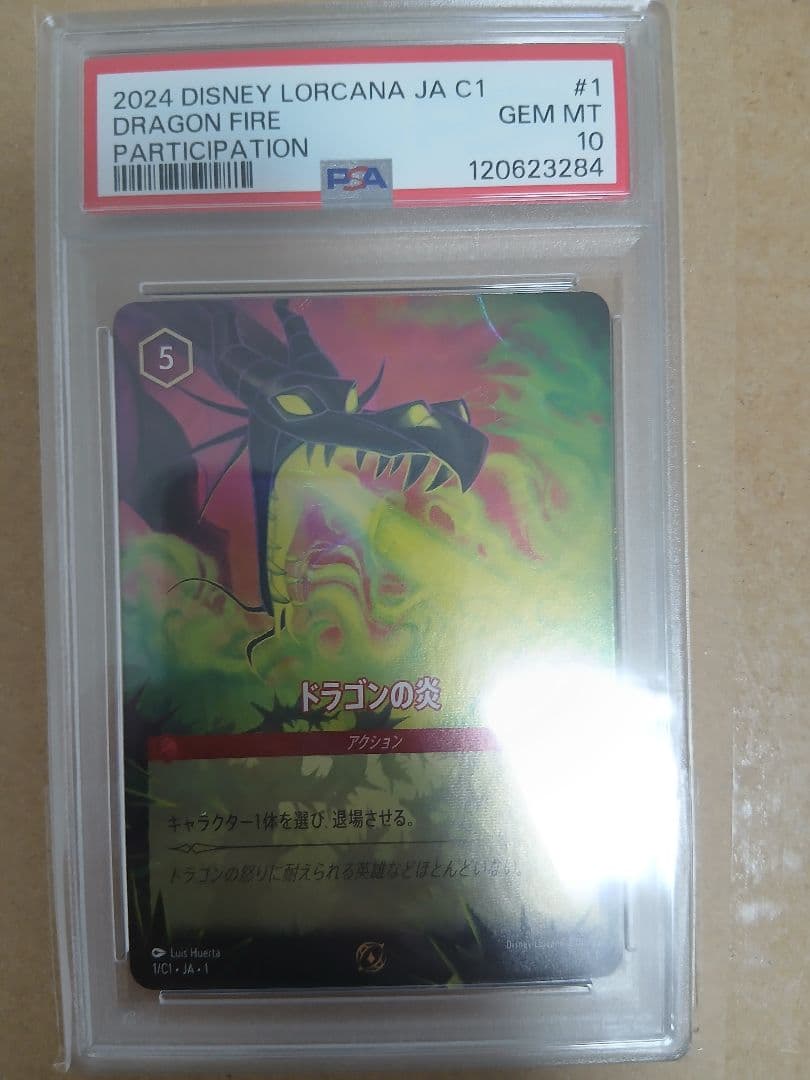 2024 DISNEY LORCANA JA C1 #1
DRAGON FIRE GEM MT
PARTICIPATION 10
PSA 120623284
5
ドラゴンの炎
アクション
キャラクター1体を選び、退場させる。
ドラゴンの怒りに耐えられる英雄などほとんどいない。
Luis Huerta
1/C1 • JA • 1
Disney Lorcana